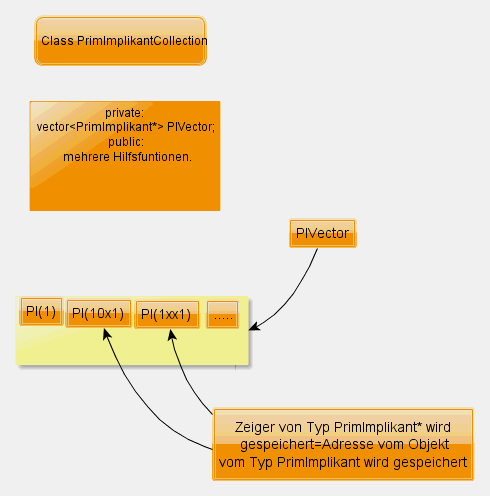 Class PrimImplikantCollection
private:
vector<PrimImplikant*> PIVector;
public:
mehrere Hilfsfuntionen.
PIVector
PI(1) PI(10x1) PI(1xx1) .....
Zeiger von Typ PrimImplikant* wird
gespeichert=Adresse vom Objekt
vom Typ PrimImplikant wird gespeichert